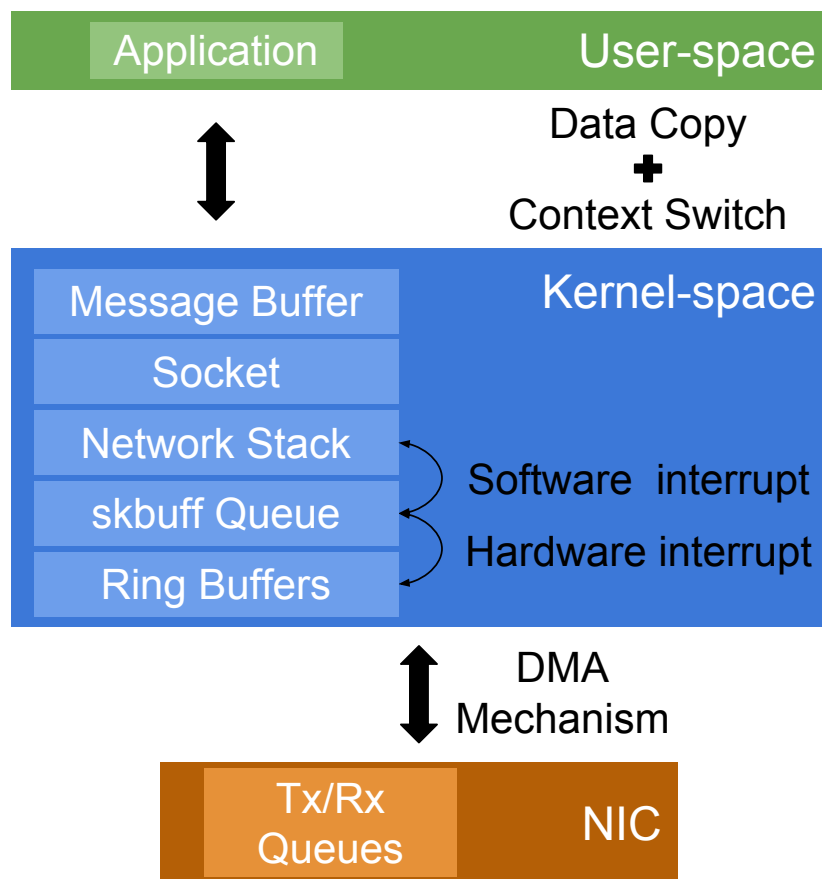 Application
User-space
Data Copy
+
Context Switch
Kernel-space
Message Buffer
Socket
Network Stack
skbuff Queue
Ring Buffers
Software interrupt
Hardware interrupt
DMA
Mechanism
Tx/Rx
Queues
NIC